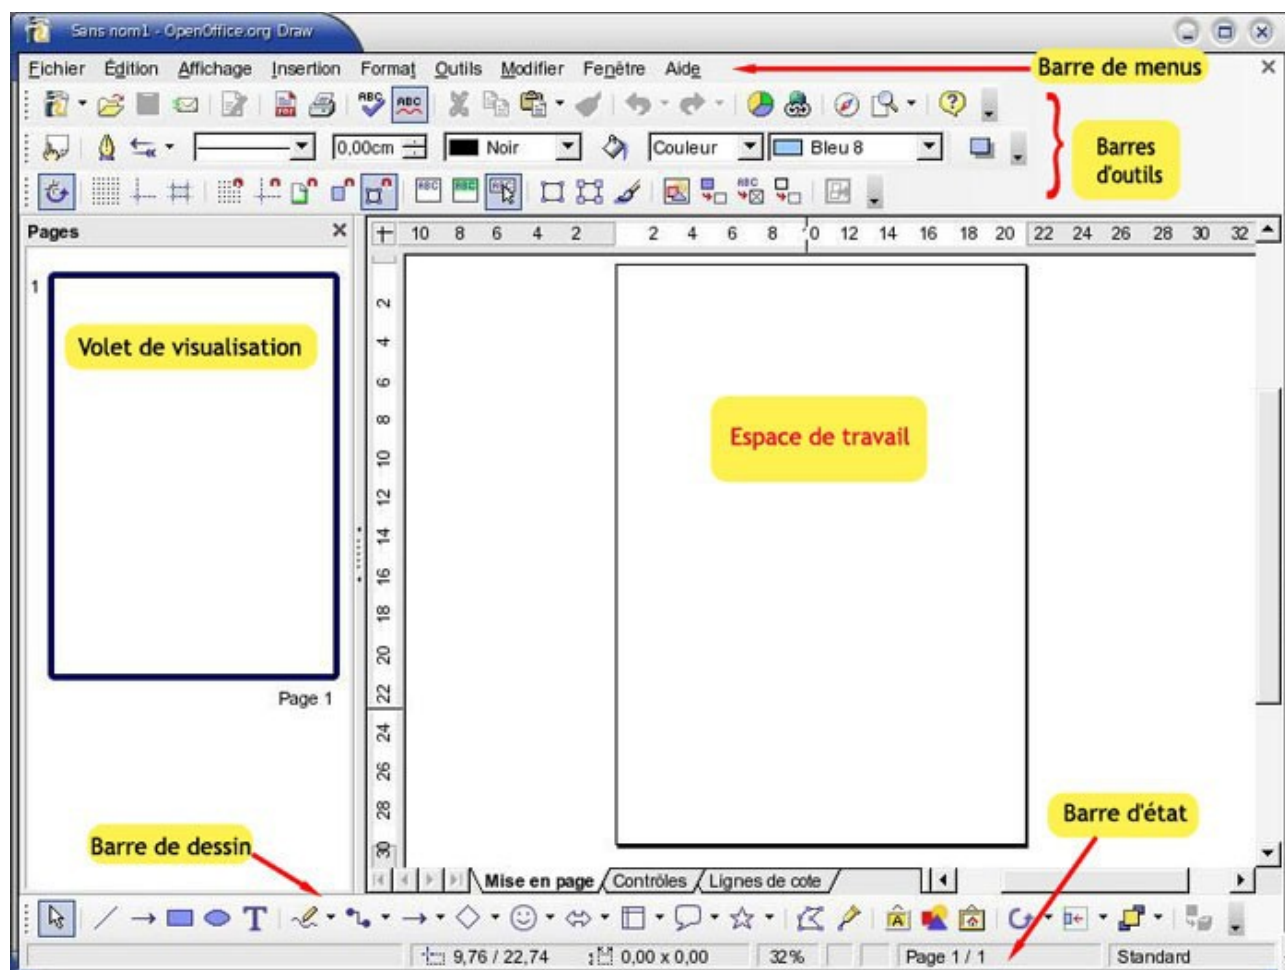 Sans nom1 - OpenOffice.org Draw
Fichier Édition Affichage Insertion Format Outils Modifier Fenêtre Aide
Barre de menus
Barres
d'outils
0,00cm Noir Couleur Bleu 8
Pages
10 8 6 4 2 2 4 6 8 0 12 14 16 18 20 22 24 26 28 30 32
1
Volet de visualisation
Page 1
2
4
6
8
10
12
14
16
18
20
22
24
26
28
30
Espace de travail
Barre d'état
Barre de dessin
Mise en page Contrôles Lignes de cote
9,76 / 22,74 0,00 x 0,00 32% Page 1 / 1 Standard